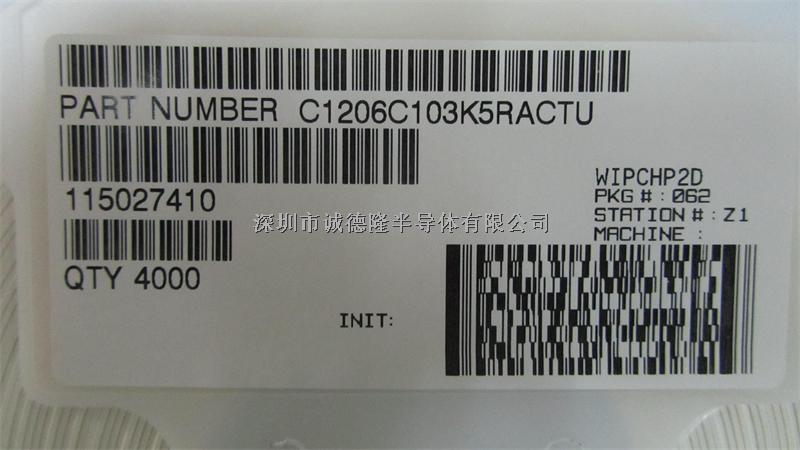 PART NUMBER C1206C103K5RACTU
115027410
深圳市诚德隆半导体有限公司
QTY 4000
WIPCHP2D
PKG # : 062
STATION # : Z1
MACHINE :
INIT: